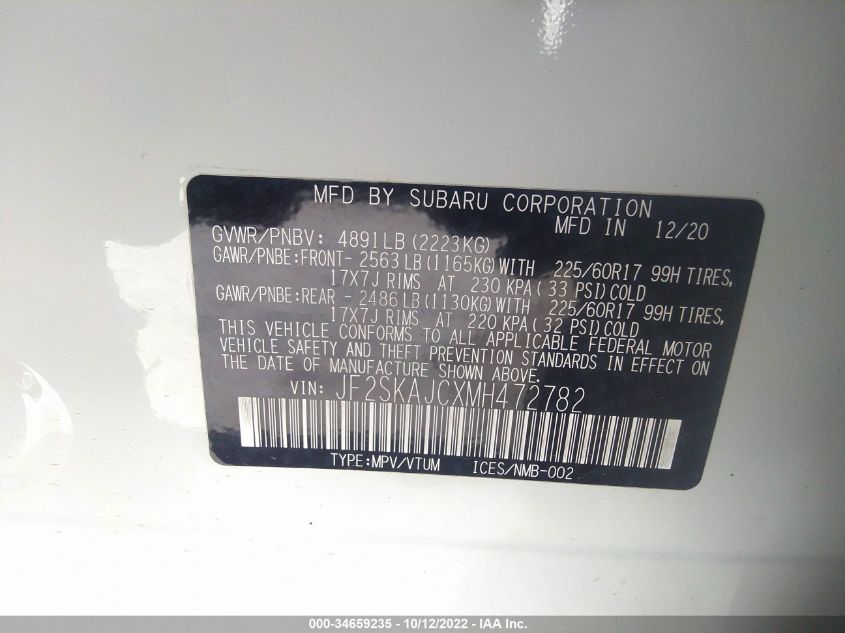 MFD BY SUBARU CORPORATION
MFD IN 12/20
GVWR/PNBV: 4891LB (2223KG)
GAWR/PNBE:FRONT- 2563 LB (1165KG) WITH 225/60R17 99H TIRES,
17X7J RIMS AT 230 KPA ( 33 PSI) COLD
GAWR/PNBE:REAR - 2486 LB (1130KG) WITH 225/60R17 99H TIRES,
17X7J RIMS AT 220 KPA ( 32 PSI) COLD
THIS VEHICLE CONFORMS TO ALL APPLICABLE FEDERAL MOTOR
VEHICLE SAFETY AND THEFT PREVENTION STANDARDS IN EFFECT ON
THE DATE OF MANUFACTURE SHOWN ABOVE.
VIN: JF2SKAJCXMH472782
TYPE:MPV/VTUM ICES/NMB-002
000-34659235 - 10/12/2022 - © IAA Inc.